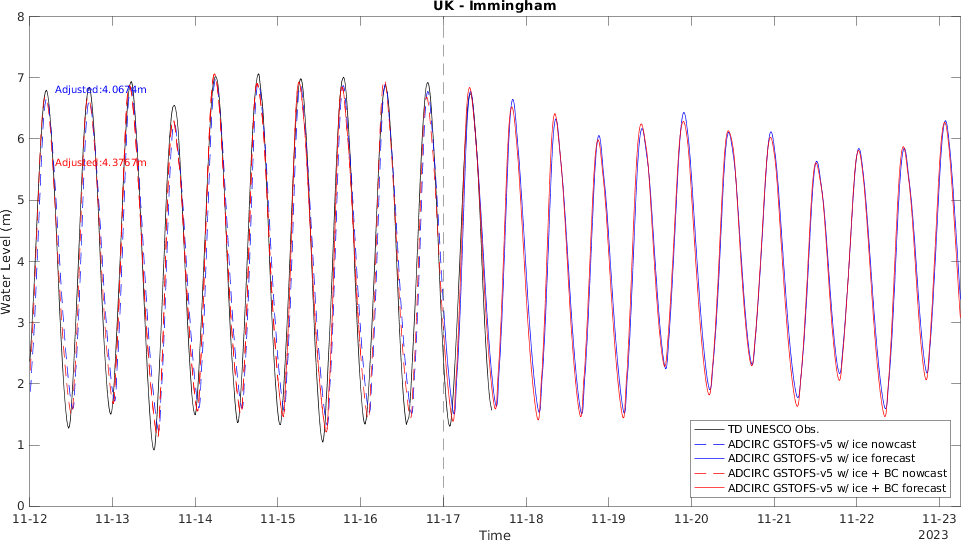 UK - Immingham
8
7
6
5
4
3
2
1
0
Water Level (m)
Adjusted:4.0674m
Adjusted:4.3767m
TD UNESCO Obs.
ADCIRC GSTOFS-v5 w/ ice nowcast
ADCIRC GSTOFS-v5 w/ ice forecast
ADCIRC GSTOFS-v5 w/ ice + BC nowcast
ADCIRC GSTOFS-v5 w/ ice + BC forecast
11-12 11-13 11-14 11-15 11-16 11-17 11-18 11-19 11-20 11-21 11-22 11-23
Time
2023